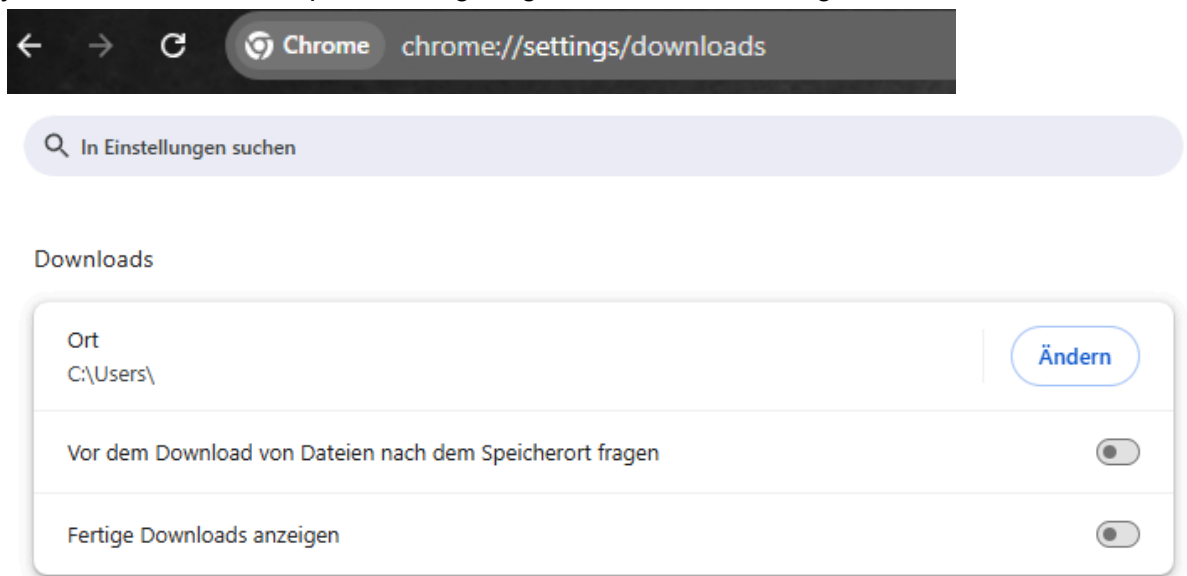 Chrome chrome://settings/downloads
In Einstellungen suchen
Downloads
Ort
C:\Users\
Ändern
Vor dem Download von Dateien nach dem Speicherort fragen
Fertige Downloads anzeigen